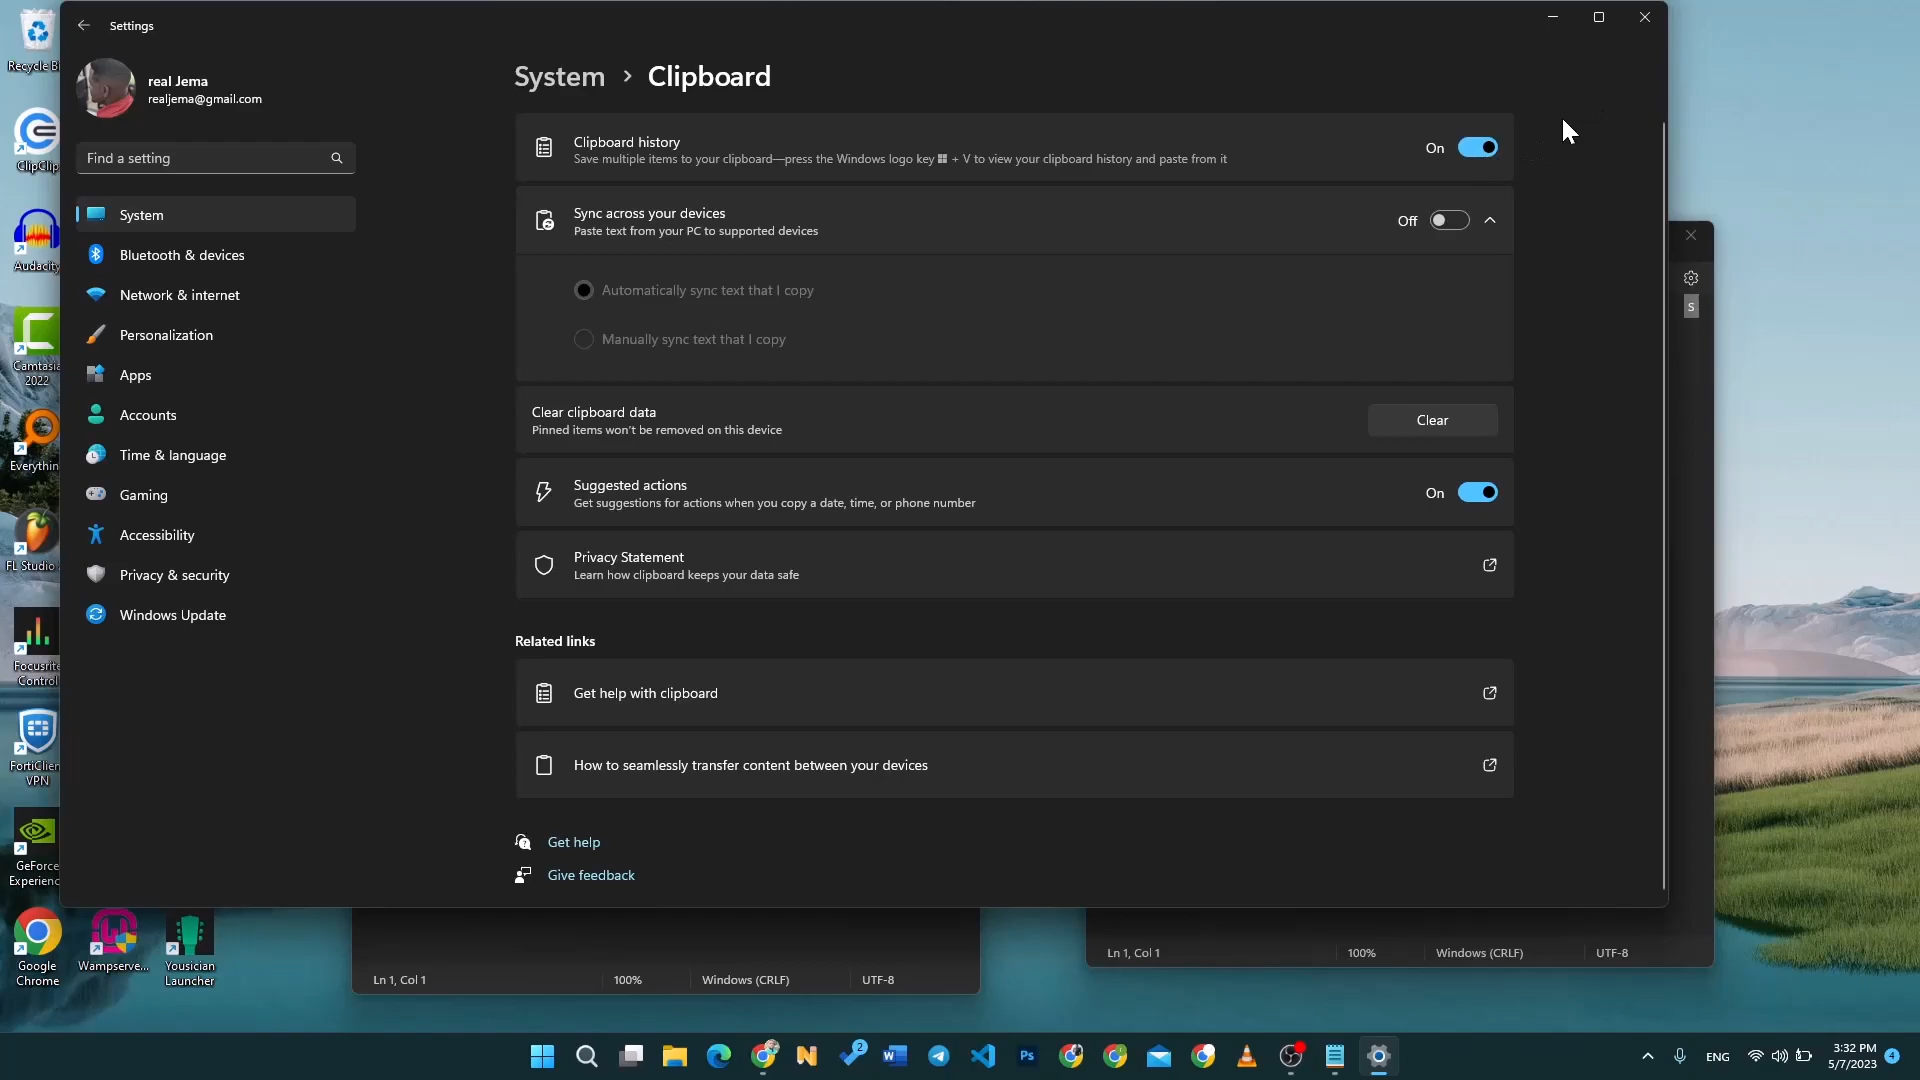 Settings
real Jema
realjema@gmail.com
Find a setting
System
Bluetooth & devices
Network & internet
Personalization
Apps
Accounts
Time & language
Gaming
Accessibility
Privacy & security
Windows Update
System > Clipboard
Clipboard history
Save multiple items to your clipboard—press the Windows logo key + V to view your clipboard history and paste from it
On
Sync across your devices
Paste text from your PC to supported devices
Off
Automatically sync text that I copy
Manually sync text that I copy
Clear clipboard data
Pinned items won't be removed on this device
Clear
Suggested actions
Get suggestions for actions when you copy a date, time, or phone number
On
Privacy Statement
Learn how clipboard keeps your data safe
Related links
Get help with clipboard
How to seamlessly transfer content between your devices
Get help
Give feedback
Recycle B
ClipClip
Audacity
Camtasia
2022
Everythin
FL Studio
Focusrite
Control
FortiClien
VPN
GeForce
Experienc
Google
Chrome
Wampserve...
Yousician
Launcher
S
Ln 1, Col 1
100%
Windows (CRLF)
UTF-8
Ln 1, Col 1
100%
Windows (CRLF)
UTF-8
2
W
Ps
ENG
3:32 PM
5/7/2023
4